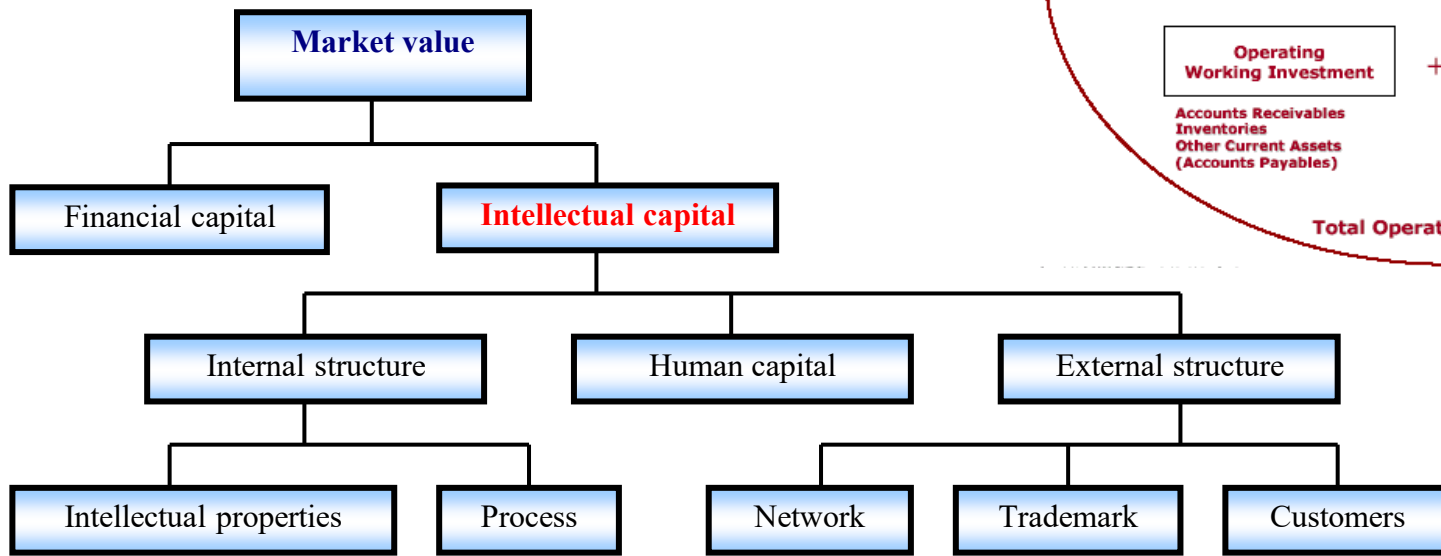 Market value
Operating
Working Investment
+
Accounts Receivables
Inventories
Other Current Assets
(Accounts Payables)
Financial capital
Intellectual capital
Total Operat
Internal structure
Human capital
External structure
Intellectual properties
Process
Network
Trademark
Customers